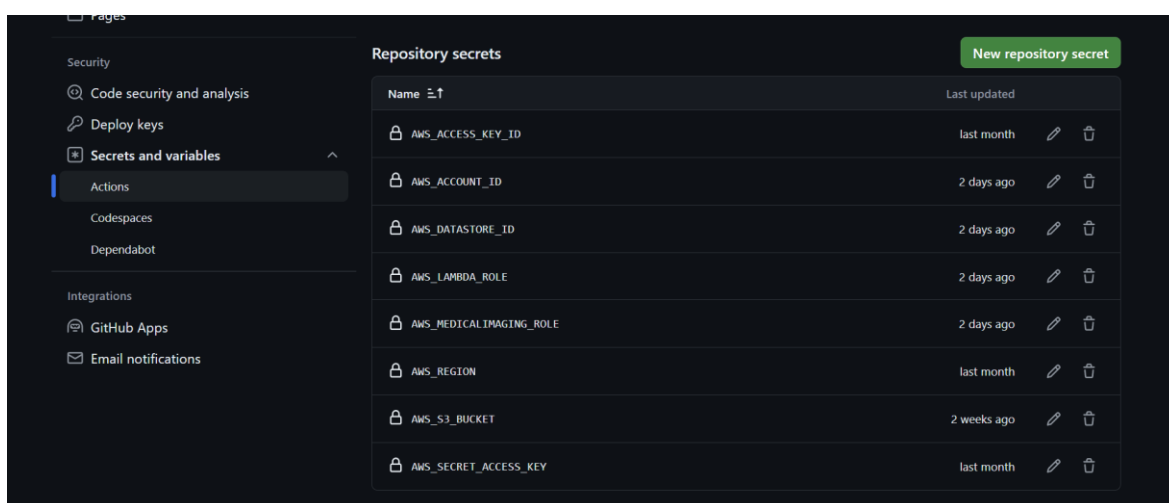 Pages
Security
Code security and analysis
Deploy keys
Secrets and variables
Actions
Codespaces
Dependabot
Integrations
GitHub Apps
Email notifications
Repository secrets
New repository secret
Name Last updated
AWS_ACCESS_KEY_ID last month
AWS_ACCOUNT_ID 2 days ago
AWS_DATASTORE_ID 2 days ago
AWS_LAMBDA_ROLE 2 days ago
AWS_MEDICALIMAGING_ROLE 2 days ago
AWS_REGION last month
AWS_S3_BUCKET 2 weeks ago
AWS_SECRET_ACCESS_KEY last month